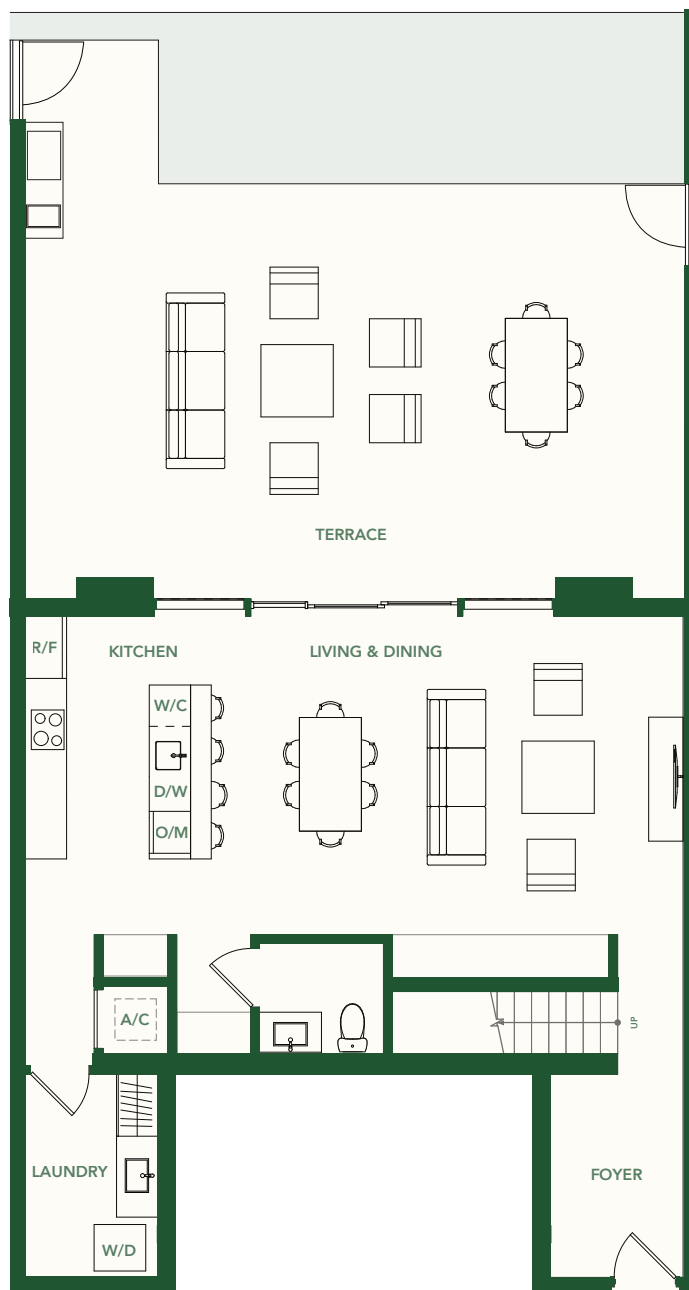 TERRACE
R/F
KITCHEN
LIVING & DINING
W/C
D/W
O/M
A/C
UP
LAUNDRY
FOYER
W/D